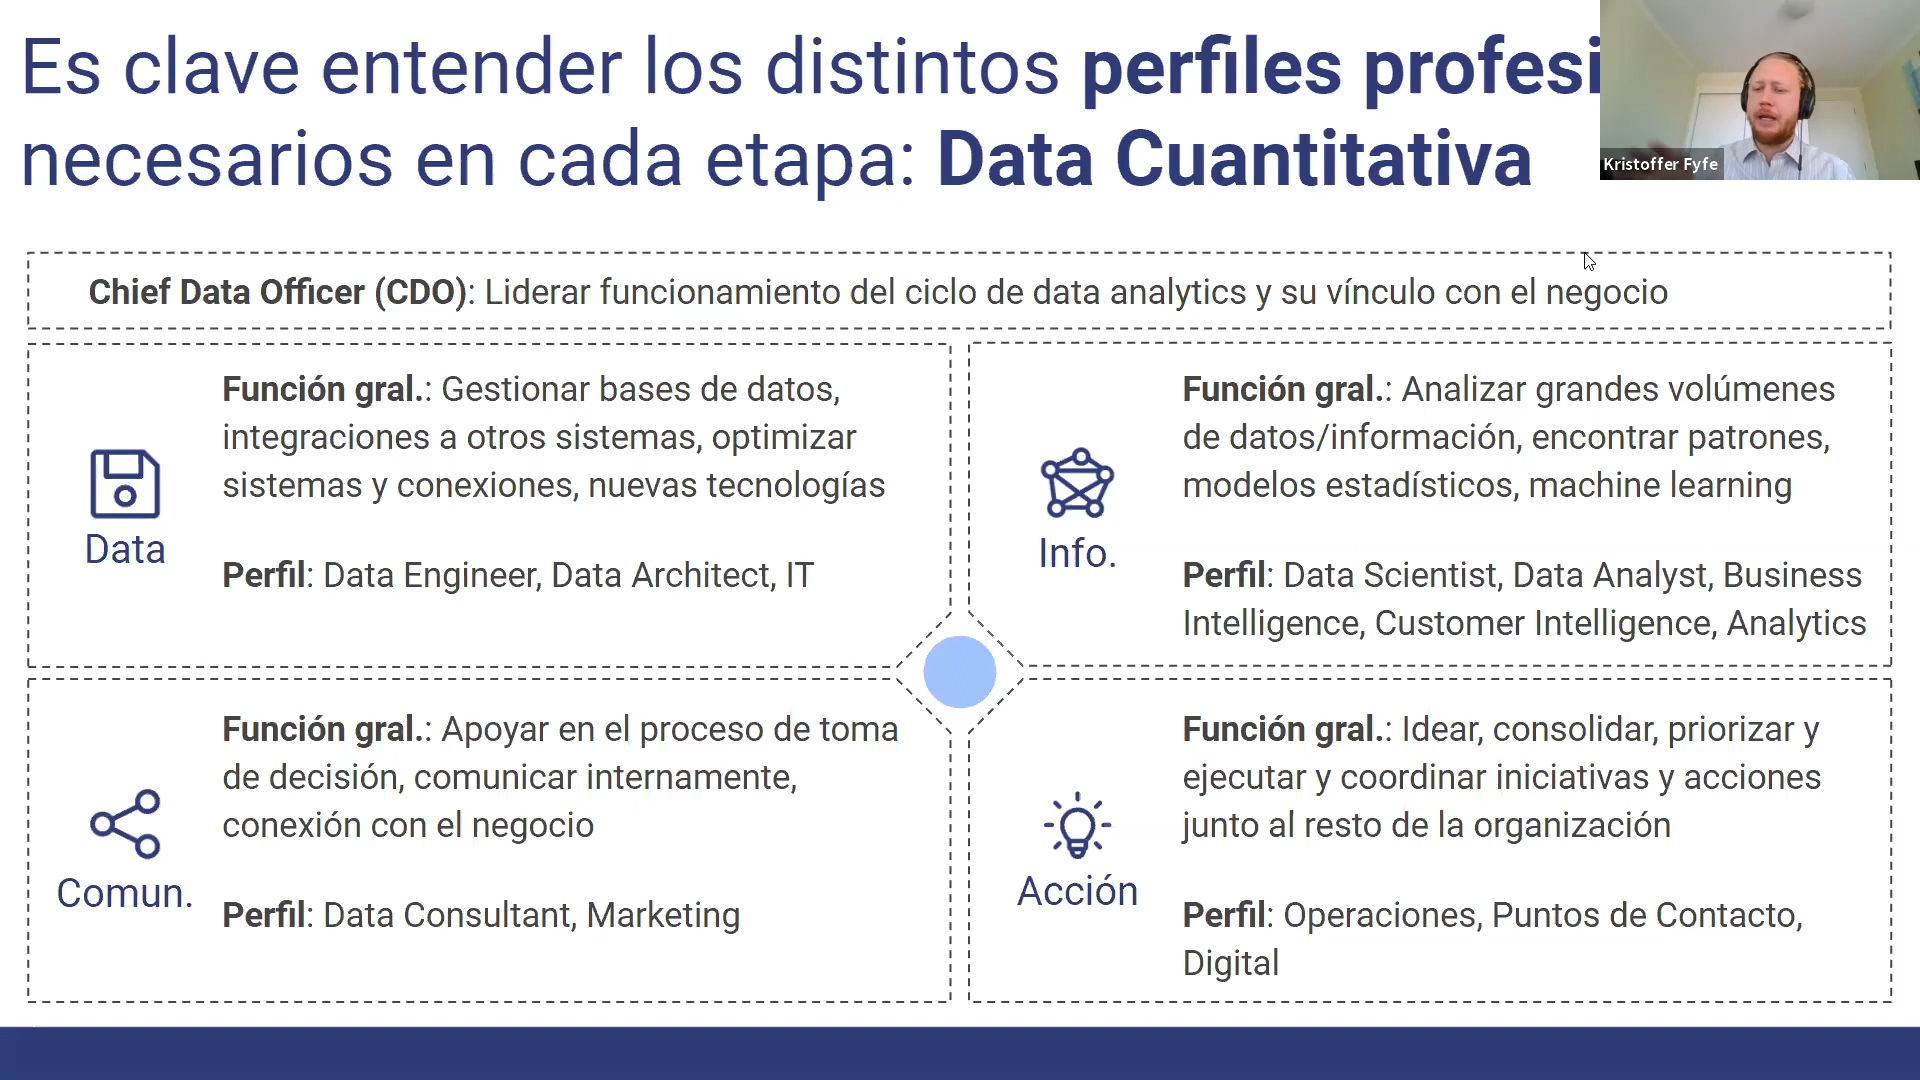 Es clave entender los distintos perfiles
necesarios en cada etapa: Data Cuantitativa
Kristoffer Fyfe
Chief Data Officer (CDO): Liderar funcionamiento del ciclo de data analytics y su vínculo con el negocio
Data
Función gral.: Gestionar bases de datos,
integraciones a otros sistemas, optimizar
sistemas y conexiones, nuevas tecnologías
Perfil: Data Engineer, Data Architect, IT
Info.
Función gral.: Analizar grandes volúmenes
de datos/información, encontrar patrones,
modelos estadísticos, machine learning
Perfil: Data Scientist, Data Analyst, Business
Intelligence, Customer Intelligence, Analytics
Comun.
Función gral.: Apoyar en el proceso de toma
de decisión, comunicar internamente,
conexión con el negocio
Perfil: Data Consultant, Marketing
Acción
Función gral.: Idear, consolidar, priorizar y
ejecutar y coordinar iniciativas y acciones
junto al resto de la organización
Perfil: Operaciones, Puntos de Contacto,
Digital